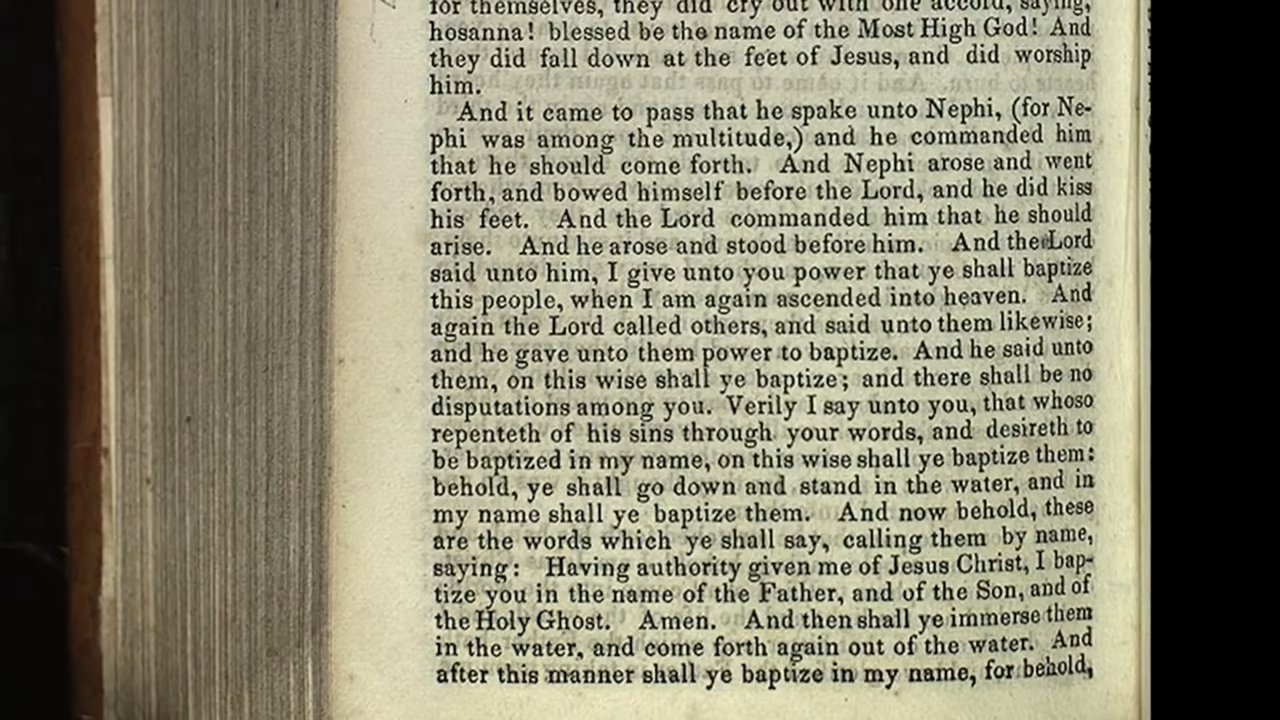 for themselves, they did cry out with one accord, saying,
hosanna! blessed be the name of the Most High God! And
they did fall down at the feet of Jesus, and did worship
him.
And it came to pass that he spake unto Nephi, (for Ne-
phi was among the multitude,) and he commanded him
that he should come forth. And Nephi arose and went
forth, and bowed himself before the Lord, and he did kiss
his feet. And the Lord commanded him that he should
arise. And he arose and stood before him. And the Lord
said unto him, I give unto you power that ye shall baptize
this people, when I am again ascended into heaven. And
again the Lord called others, and said unto them likewise;
and he gave unto them power to baptize. And he said unto
them, on this wise shall ye baptize; and there shall be no
disputations among you. Verily I say unto you, that whoso
repenteth of his sins through your words, and desireth to
be baptized in my name, on this wise shall ye baptize them:
behold, ye shall go down and stand in the water, and in
my name shall ye baptize them. And now behold, these
are the words which ye shall say, calling them by name,
saying: Having authority given me of Jesus Christ, I bap-
tize you in the name of the Father, and of the Son, and of
the Holy Ghost. Amen. And then shall ye immerse them
in the water, and come forth again out of the water. And
after this manner shall ye baptize in my name, for behold,